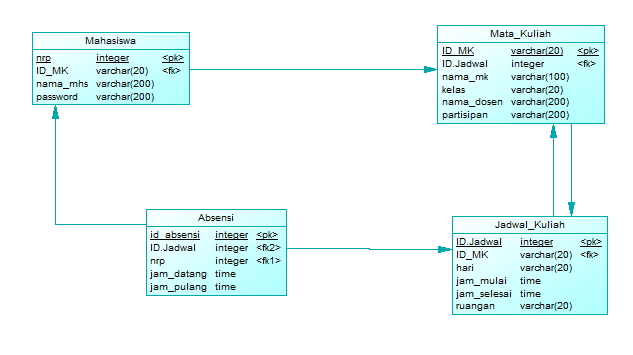 Mahasiswa
nrp integer <pk>
ID_MK varchar(20) <fk>
nama_mhs varchar(200)
password varchar(200)
Mata_Kuliah
ID_MK varchar(20) <pk>
ID.Jadwal integer <fk>
nama_mk varchar(100)
kelas varchar(20)
nama_dosen varchar(200)
partisipan varchar(200)
Absensi
id_absensi integer <pk>
ID.Jadwal integer <fk2>
nrp integer <fk1>
jam_datang time
jam_pulang time
Jadwal_Kuliah
ID.Jadwal integer <pk>
ID_MK varchar(20) <fk>
hari varchar(20)
jam_mulai time
jam_selesai time
ruangan varchar(20)